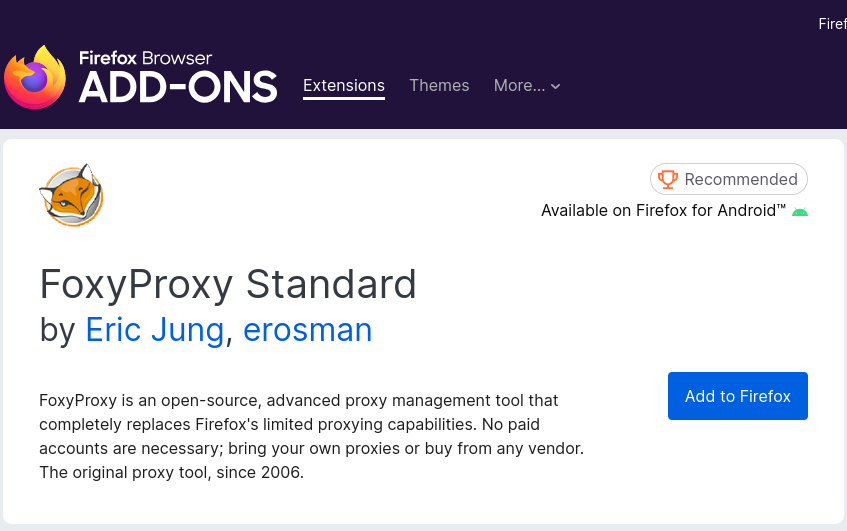 Firef
Firefox Browser
ADD-ONS
Extensions Themes More...
Recommended
Available on Firefox for Android™
FoxyProxy Standard
by Eric Jung, erosman
FoxyProxy is an open-source, advanced proxy management tool that
completely replaces Firefox's limited proxying capabilities. No paid
accounts are necessary; bring your own proxies or buy from any vendor.
The original proxy tool, since 2006.
Add to Firefox